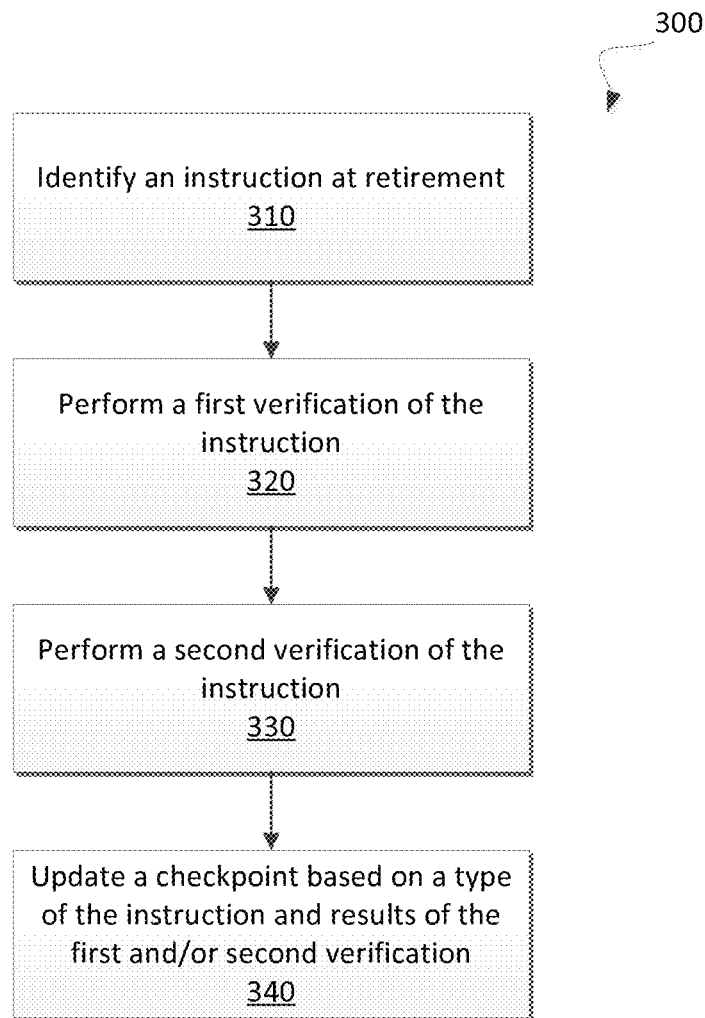 300
Identify an instruction at retirement
310
Perform a first verification of the
instruction
320
Perform a second verification of the
instruction
330
Update a checkpoint based on a type
of the instruction and results of the
first and/or second verification
340